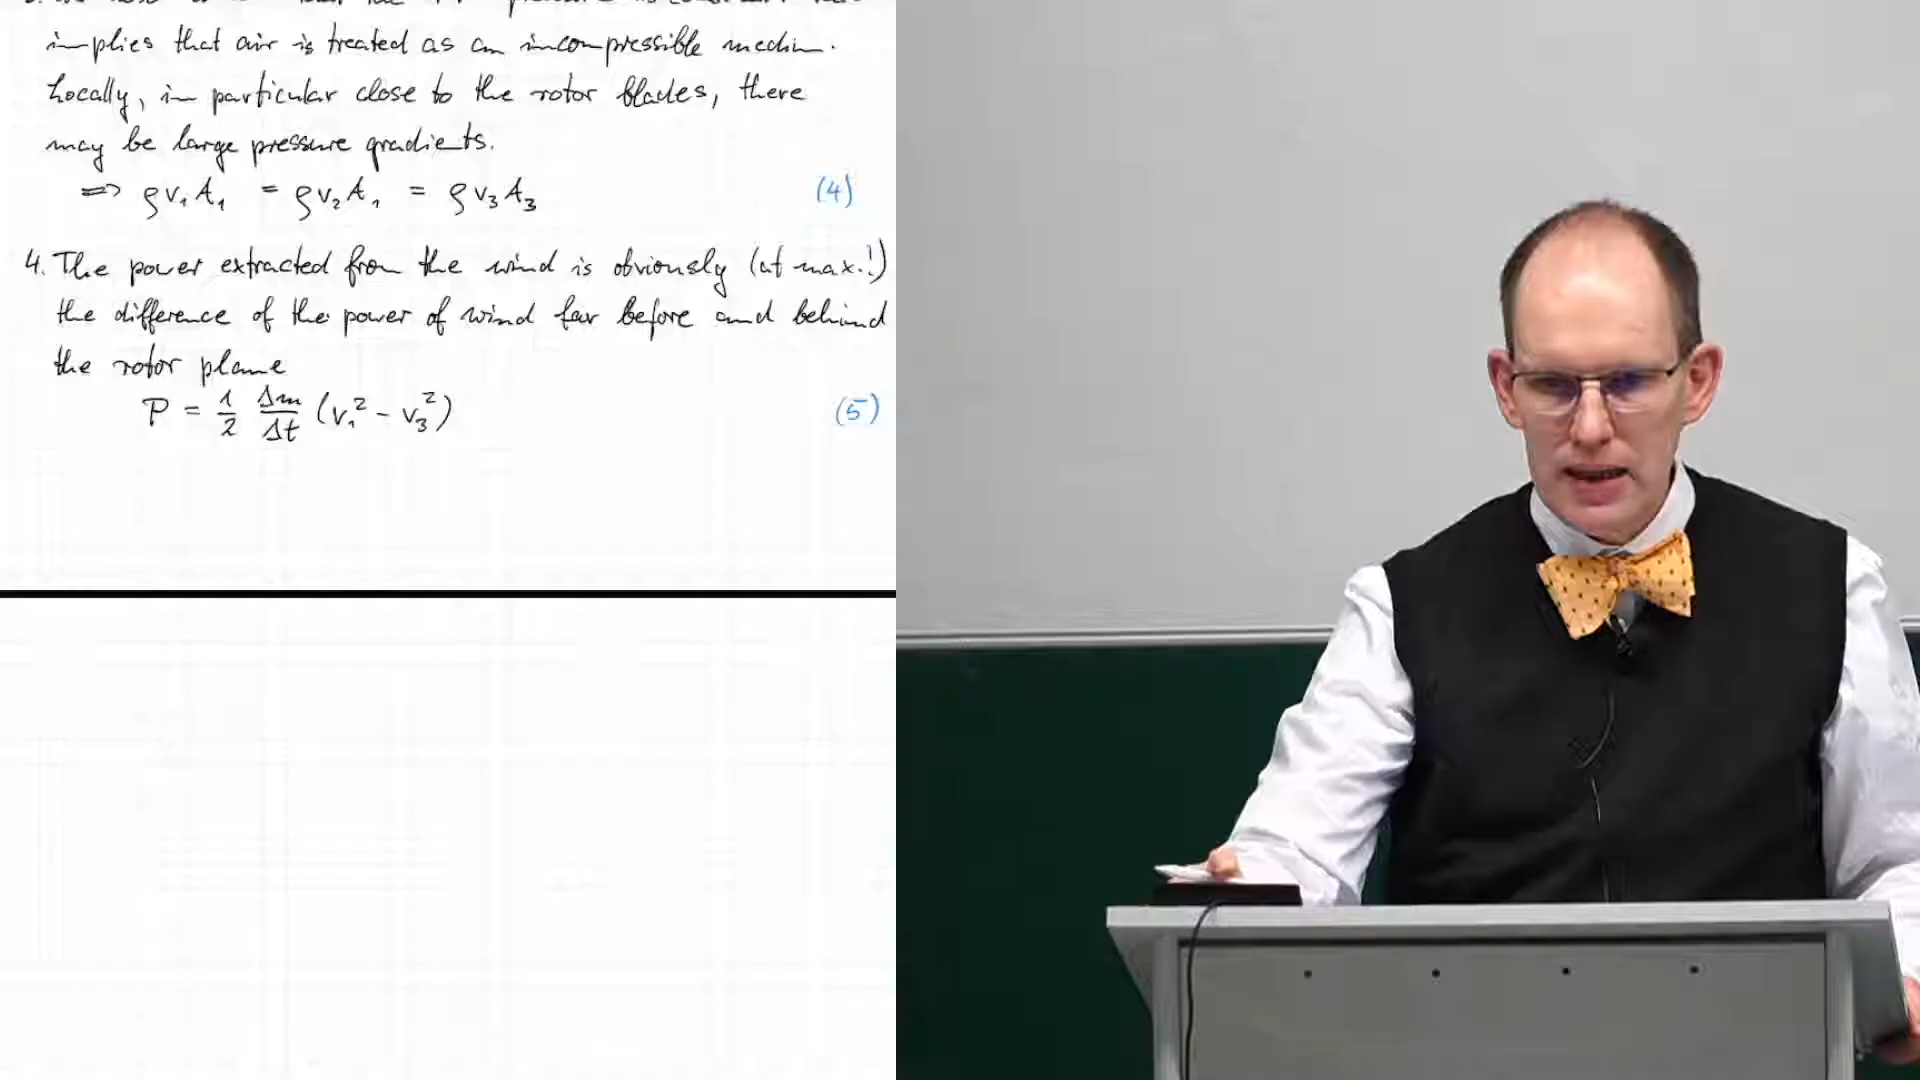 implies that air is treated as an incompressible medium.
Locally, in particular close to the rotor blades, there
may be large pressure gradients.
=> ρv₁A₁ = ρv₂A₁ = ρv₃A₃ (4)
4. The power extracted from the wind is obviously (at max.!)
the difference of the power of wind far before and behind
the rotor plane
P = 1/2 Δm/Δt (v₁² - v₃²) (5)